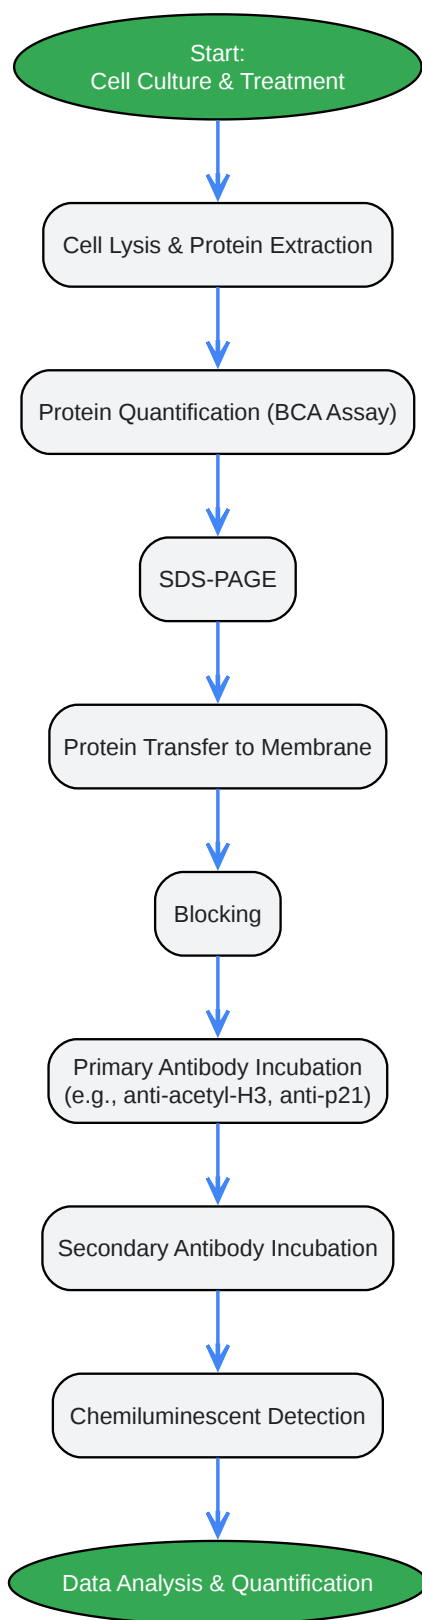 Start:
Cell Culture & Treatment
Cell Lysis & Protein Extraction
Protein Quantification (BCA Assay)
SDS-PAGE
Protein Transfer to Membrane
Blocking
Primary Antibody Incubation
(e.g., anti-acetyl-H3, anti-p21)
Secondary Antibody Incubation
Chemiluminescent Detection
Data Analysis & Quantification